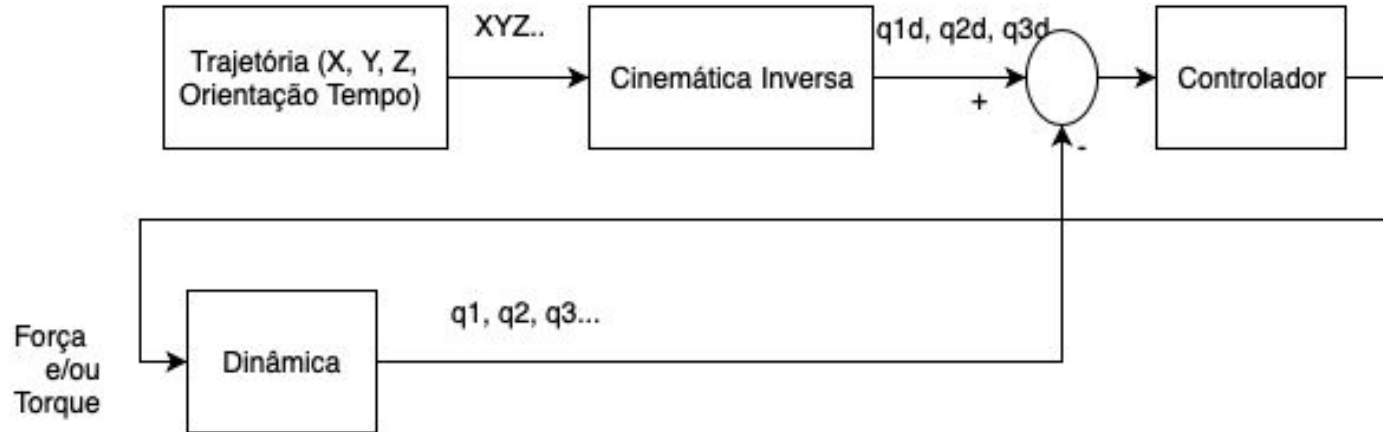 XYZ..
q1d, q2d, q3d
Trajetória (X, Y, Z,
Orientação Tempo)
Cinemática Inversa
Controlador
+
-
q1, q2, q3...
Força
e/ou
Torque
Dinâmica